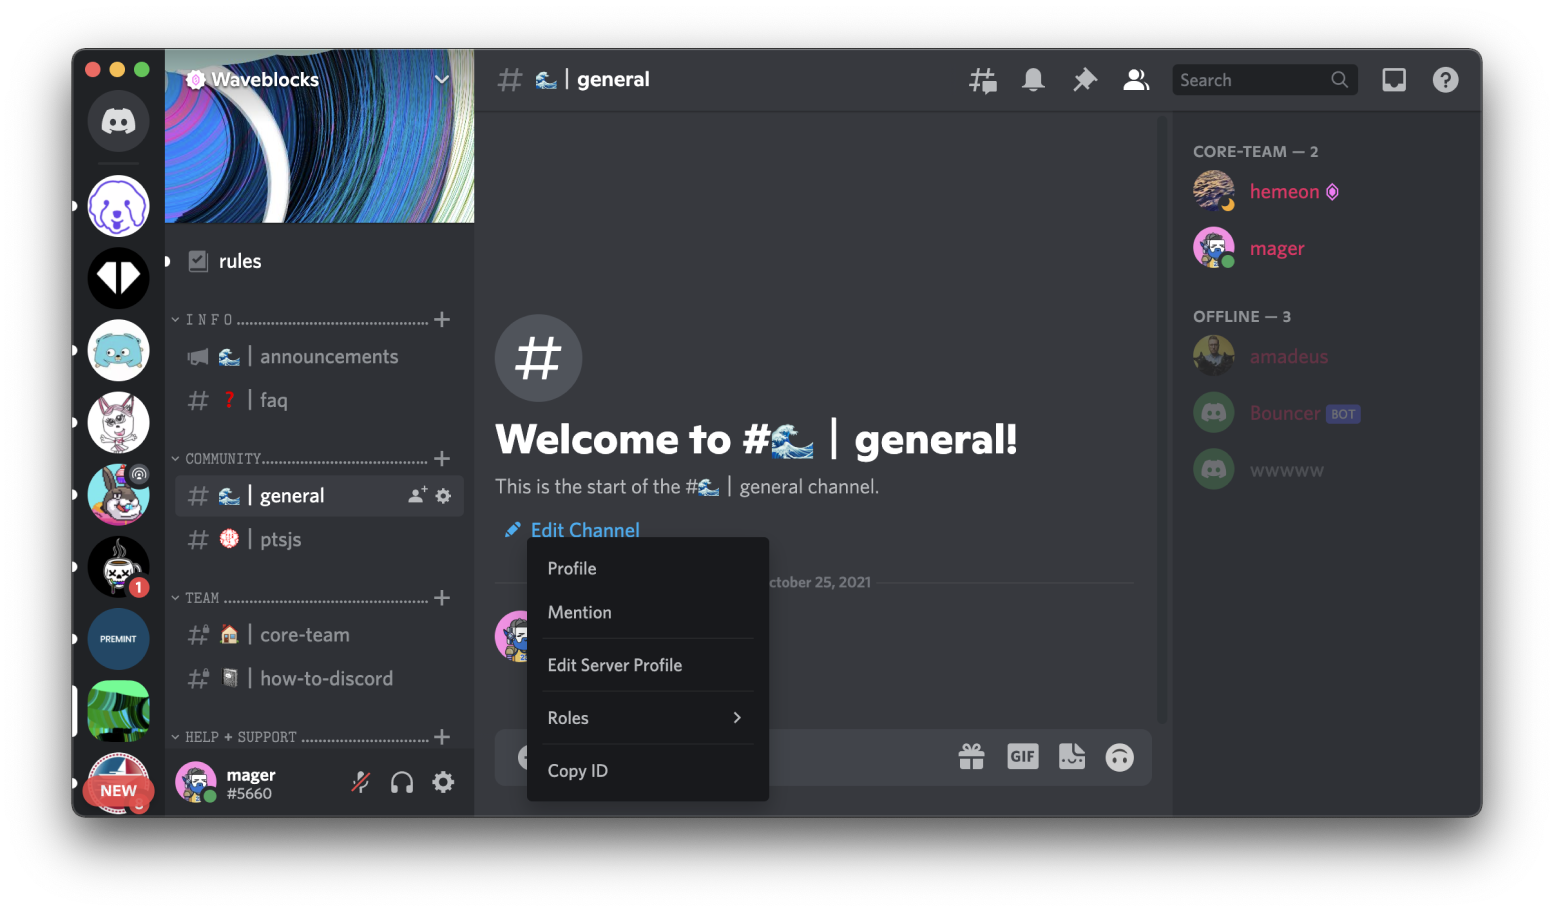 Waveblocks
# 🌊 | general
Search
rules
INFO
🌊 | announcements
# ❓ | faq
COMMUNITY
# 🌊 | general
# | ptsjs
TEAM
# 🏠 | core-team
# 📓 | how-to-discord
HELP + SUPPORT
1
PREMINT
NEW
mager
#5660
#
Welcome to #🌊 | general!
This is the start of the #🌊 | general channel.
Edit Channel
ctober 25, 2021
Profile
Mention
Edit Server Profile
Roles
Copy ID
GIF
CORE-TEAM — 2
hemeon
mager
OFFLINE — 3
amadeus
Bouncer BOT
wwwww